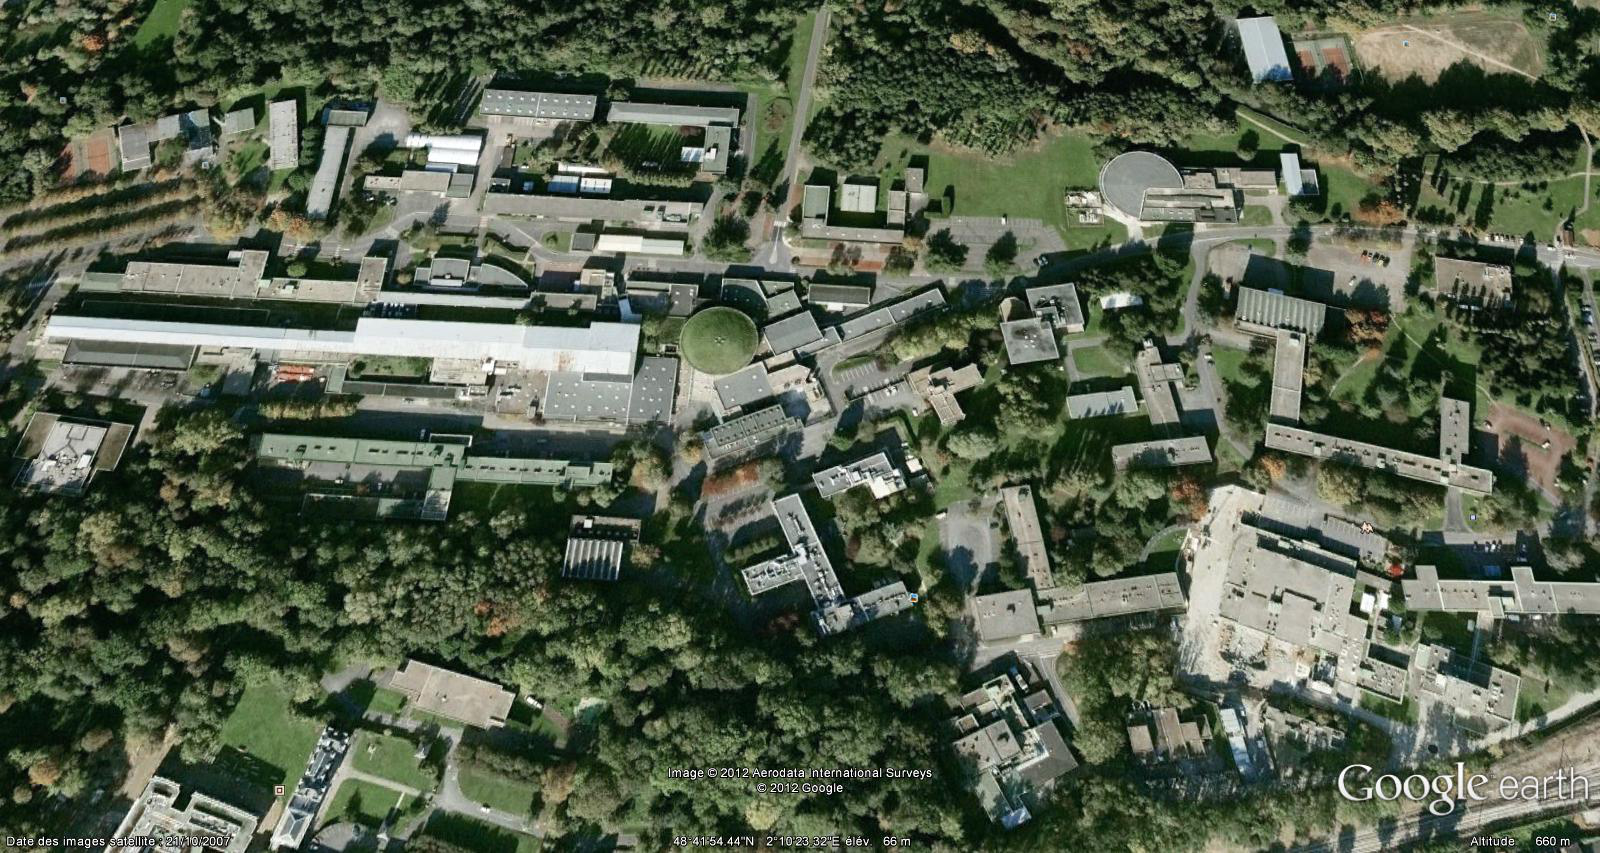 Image © 2012 Aerodata International Surveys
© 2012 Google
Google earth
Date des images satellite : 21/10/2007
48°41'54.44"N 2°10'23.32"E élév. 66 m
Altitude 660 m